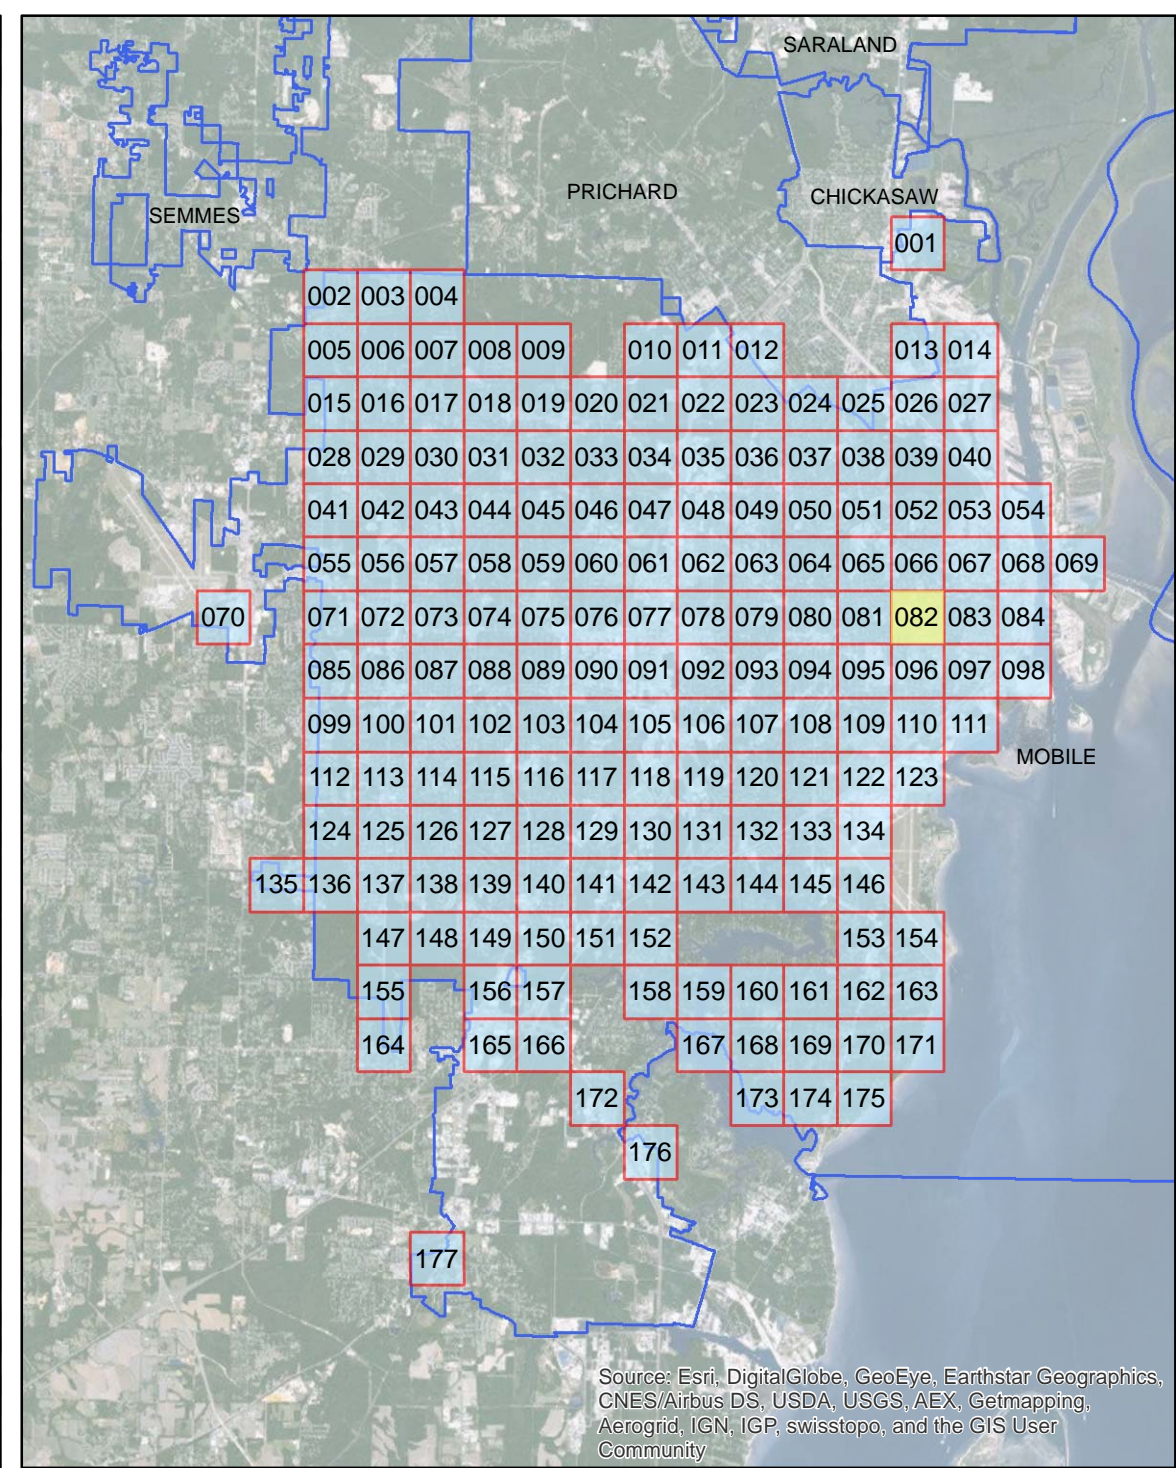 SARALAND
PRICHARD
CHICKASAW
SEMMES
001
002 003 004
005 006 007 008 009 010 011 012 013 014
015 016 017 018 019 020 021 022 023 024 025 026 027
028 029 030 031 032 033 034 035 036 037 038 039 040
041 042 043 044 045 046 047 048 049 050 051 052 053 054
055 056 057 058 059 060 061 062 063 064 065 066 067 068 069
070 071 072 073 074 075 076 077 078 079 080 081 082 083 084
085 086 087 088 089 090 091 092 093 094 095 096 097 098
099 100 101 102 103 104 105 106 107 108 109 110 111
MOBILE
112 113 114 115 116 117 118 119 120 121 122 123
124 125 126 127 128 129 130 131 132 133 134
135 136 137 138 139 140 141 142 143 144 145 146
147 148 149 150 151 152 153 154
155 156 157 158 159 160 161 162 163
164 165 166 167 168 169 170 171
172 173 174 175
176
177
Source: Esri, DigitalGlobe, GeoEye, Earthstar Geographics,
CNES/Airbus DS, USDA, USGS, AEX, Getmapping,
Aerogrid, IGN, IGP, swisstopo, and the GIS User
Community